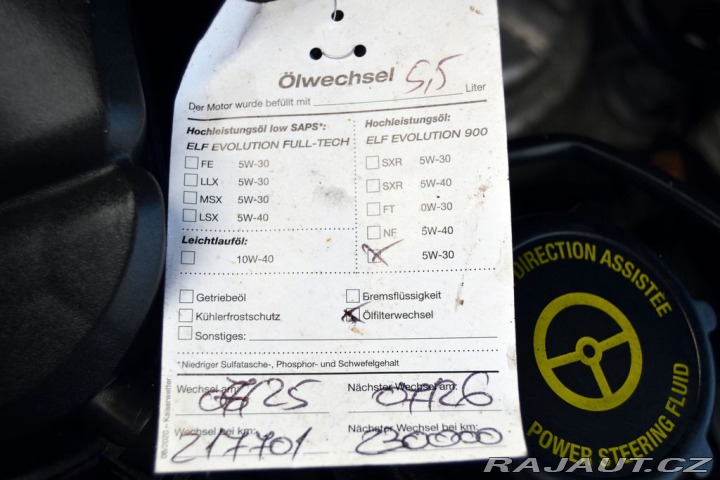 Ölwechsel
Der Motor wurde befüllt mit 5,5 Liter
Hochleistungsöl low SAPS*:
ELF EVOLUTION FULL-TECH
FE 5W-30
LLX 5W-30
MSX 5W-30
LSX 5W-40
Leichtlauföl:
10W-40
Hochleistungsöl:
ELF EVOLUTION 900
SXR 5W-30
SXR 5W-40
FT 0W-30
NF 5W-40
5W-30
Getriebeöl
Bremsflüssigkeit
Kühlerfrostschutz
Ölfilterwechsel
Sonstiges:
*Niedriger Sulfatasche-, Phosphor- und Schwefelgehalt
Wechsel am: 07/25
Nächster Wechsel am: 07/26
Wechsel bei km: 217701
Nächster Wechsel bei km: 230000
DIRECTION ASSISTEE
POWER STEERING FLUID
RAJAUT.CZ